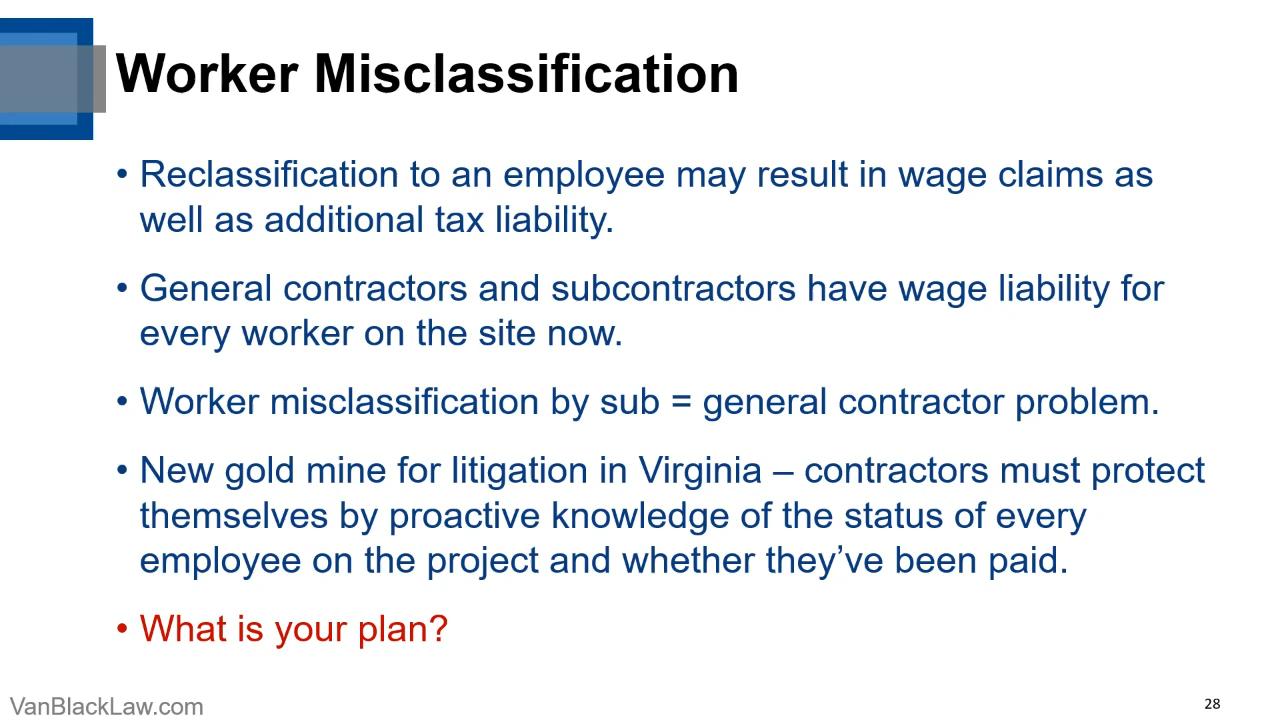 Worker Misclassification
• Reclassification to an employee may result in wage claims as
well as additional tax liability.
• General contractors and subcontractors have wage liability for
every worker on the site now.
• Worker misclassification by sub = general contractor problem.
• New gold mine for litigation in Virginia – contractors must protect
themselves by proactive knowledge of the status of every
employee on the project and whether they’ve been paid.
• What is your plan?
VanBlackLaw.com
28